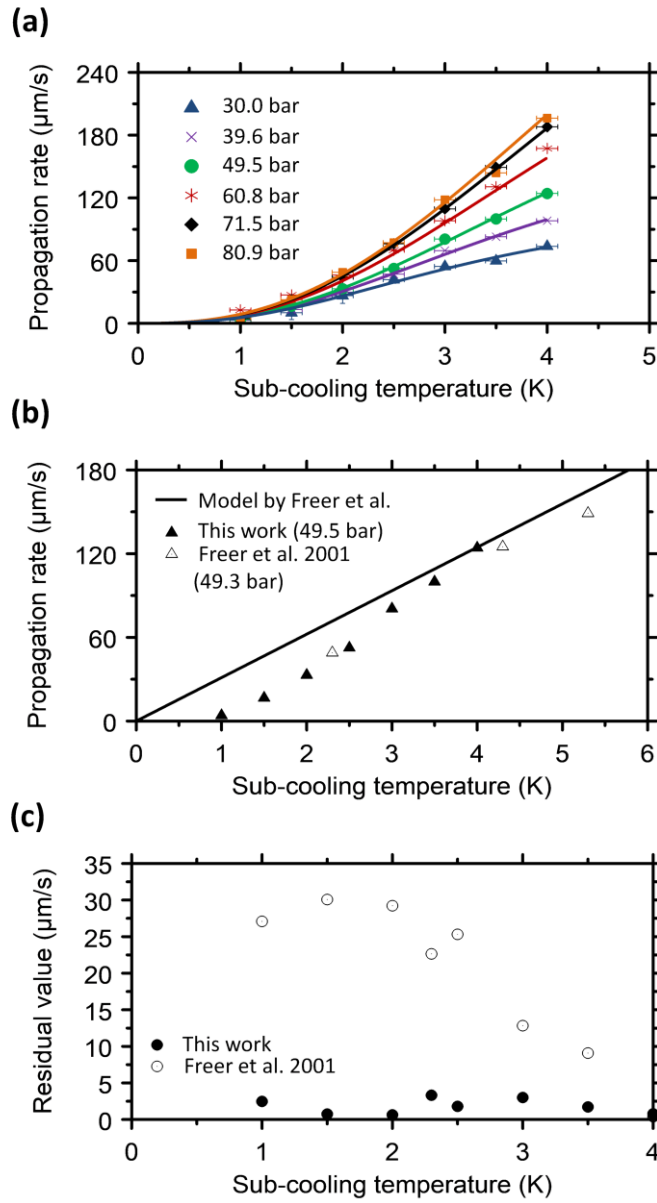 (a)
Propagation rate (µm/s)
240
180
120
60
0
30.0 bar
39.6 bar
49.5 bar
60.8 bar
71.5 bar
80.9 bar
0 1 2 3 4 5
Sub-cooling temperature (K)
(b)
Propagation rate (µm/s)
180
120
60
0
Model by Freer et al.
This work (49.5 bar)
Freer et al. 2001
(49.3 bar)
0 1 2 3 4 5 6
Sub-cooling temperature (K)
(c)
Residual value (µm/s)
35
30
25
20
15
10
5
0
This work
Freer et al. 2001
0 1 2 3 4
Sub-cooling temperature (K)